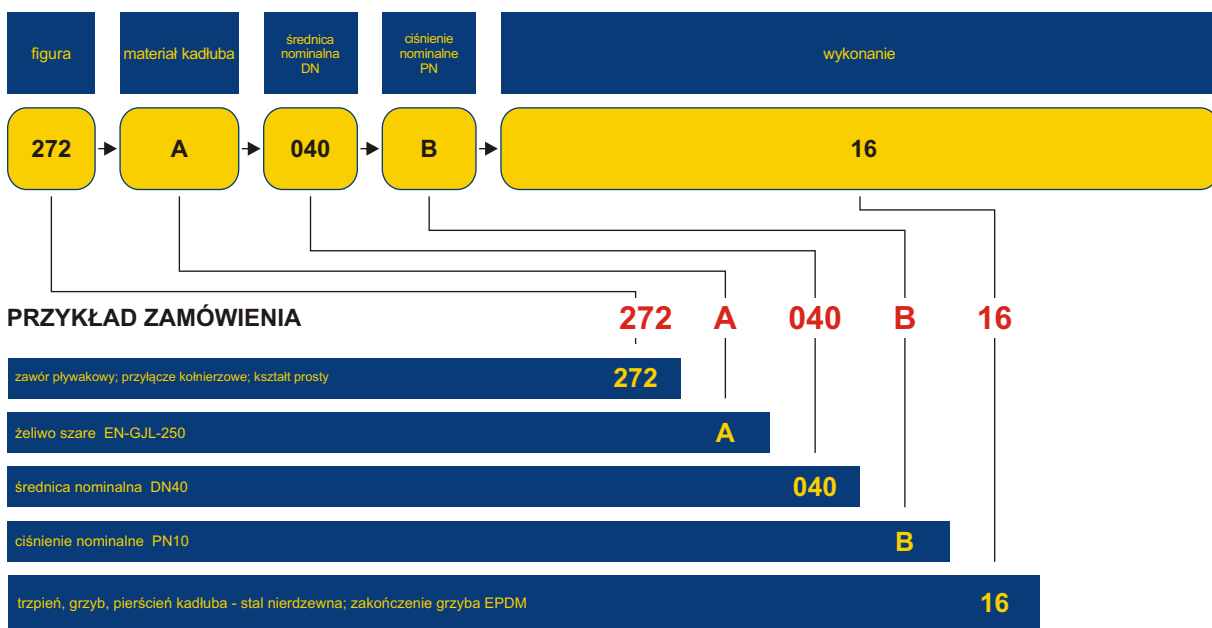 figura
materiał kadłuba
średnica
nominalna
DN
ciśnienie
nominalne
PN
wykonanie
272
A
040
B
16
PRZYKŁAD ZAMÓWIENIA 272 A 040 B 16
zawór pływakowy; przyłącze kołnierzowe; kształt prosty 272
żeliwo szare EN-GJL-250 A
średnica nominalna DN40 040
ciśnienie nominalne PN10 B
trzpień, grzyb, pierścień kadłuba - stal nierdzewna; zakończenie grzyba EPDM 16